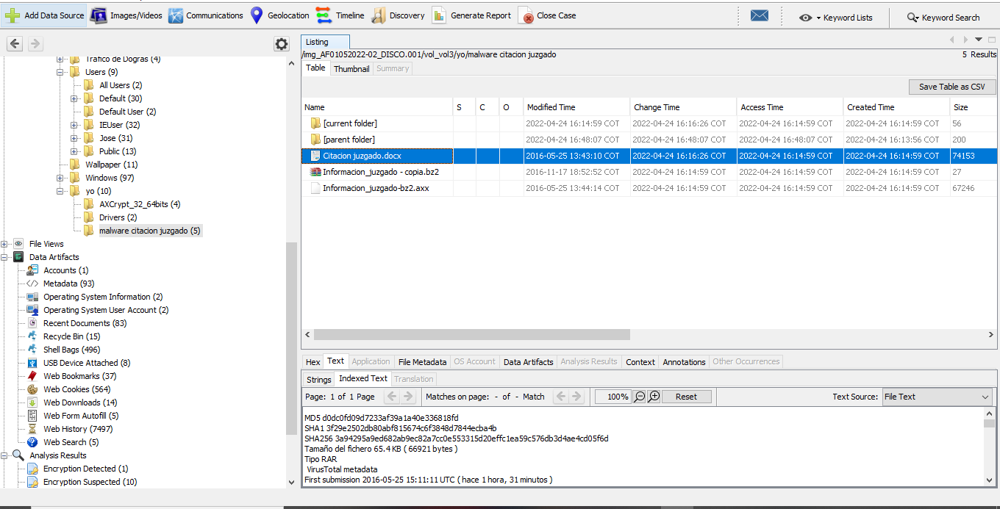 Add Data Source Images/Videos Communications Geolocation Timeline Discovery Generate Report Close Case Keyword Lists Keyword Search
Trafico de Dogras (4)
Users (9)
All Users (2)
Default (30)
Default User (2)
IEUser (32)
Jose (31)
Public (13)
Wallpaper (11)
Windows (97)
yo (10)
AXCrypt_32_64bits (4)
Drivers (2)
malware citacion juzgado (5)
File Views
Data Artifacts
Accounts (1)
Metadata (93)
Operating System Information (2)
Operating System User Account (2)
Recent Documents (83)
Recycle Bin (15)
Shell Bags (496)
USB Device Attached (8)
Web Bookmarks (37)
Web Cookies (564)
Web Downloads (14)
Web Form Autofill (5)
Web History (7497)
Web Search (5)
Analysis Results
Encryption Detected (1)
Encryption Suspected (10)
Listing
/img_AF01052022-02_DISCO.001/vol_vol3/yo/malware citacion juzgado 5 Results
Table Thumbnail Summary
Save Table as CSV
Name S C O Modified Time Change Time Access Time Created Time Size
[current folder] 2022-04-24 16:14:59 COT 2022-04-24 16:16:26 COT 2022-04-24 16:14:59 COT 2022-04-24 16:14:59 COT 56
[parent folder] 2022-04-24 16:48:07 COT 2022-04-24 16:48:07 COT 2022-04-24 16:48:07 COT 2022-04-24 16:13:56 COT 200
Citacion juzgado.docx 2016-05-25 13:43:10 COT 2022-04-24 16:16:26 COT 2022-04-24 16:14:59 COT 2022-04-24 16:14:59 COT 74153
Informacion_juzgado - copia.bz2 2016-11-17 18:52:52 COT 2022-04-24 16:14:59 COT 2022-04-24 16:14:59 COT 2022-04-24 16:14:59 COT 27
Informacion_juzgado-bz2.axx 2016-05-25 13:44:14 COT 2022-04-24 16:14:59 COT 2022-04-24 16:14:59 COT 2022-04-24 16:14:59 COT 67246
Hex Text Application File Metadata OS Account Data Artifacts Analysis Results Context Annotations Other Occurrences
Strings Indexed Text Translation
Page: 1 of 1 Page Matches on page: - of - Match 100% Reset Text Source: File Text
MD5 d0dc0fd09d7233af39a1a40e336818fd
SHA1 3f29e2502db80abf815674c6f3848d7844ecba4b
SHA256 3a94295a9ed682ab9ec82a7cc0e553315d20effc1ea59c576db3d4ae4cd05f6d
Tamaño del fichero 65.4 KB ( 66921 bytes )
Tipo RAR
VirusTotal metadata
First submission 2016-05-25 15:11:11 UTC ( hace 1 hora, 31 minutos )